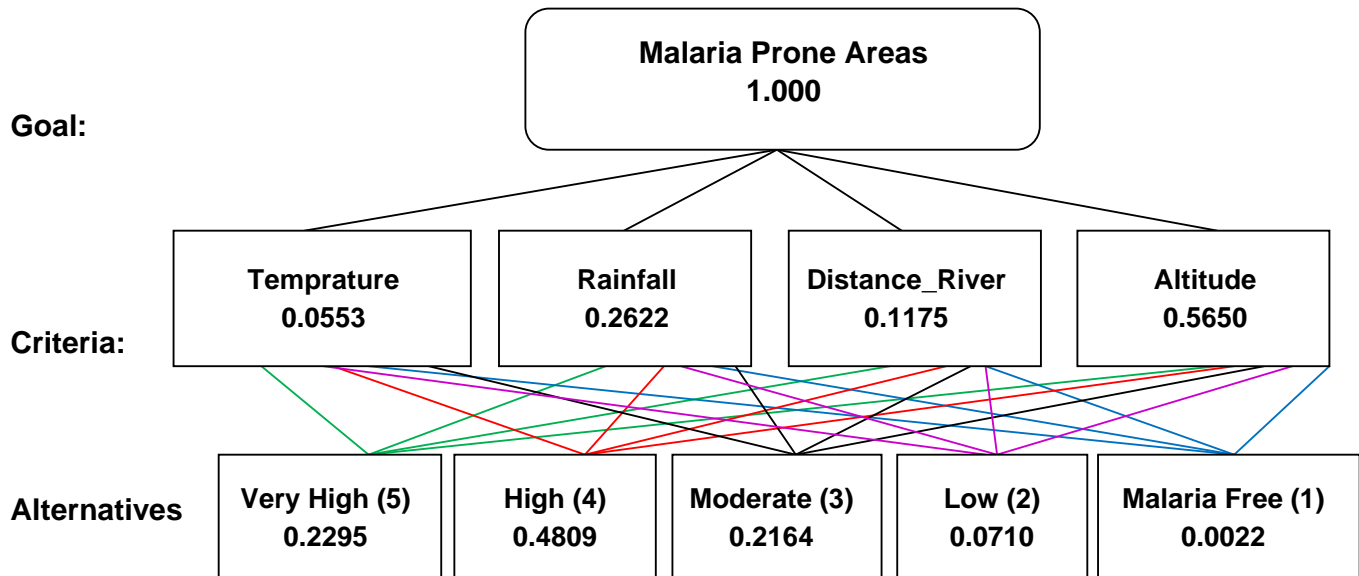 Malaria Prone Areas
1.000
Goal:
Temprature
0.0553
Rainfall
0.2622
Distance_River
0.1175
Altitude
0.5650
Criteria:
Very High (5)
0.2295
High (4)
0.4809
Moderate (3)
0.2164
Low (2)
0.0710
Malaria Free (1)
0.0022
Alternatives